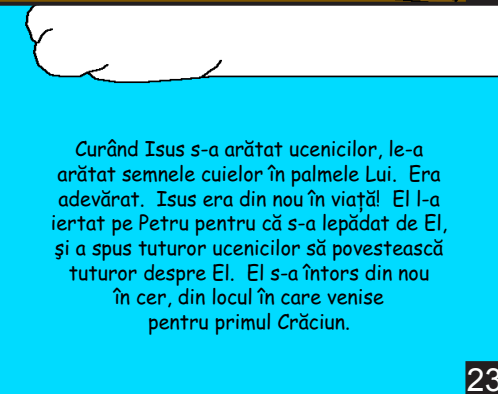 Curând Isus s-a arătat ucenicilor, le-a
arătat semnele cuielor în palmele Lui. Era
adevărat. Isus era din nou în viață! El l-a
iertat pe Petru pentru că s-a lepădat de El,
şi a spus tuturor ucenicilor să povestească
tuturor despre El. El s-a întors din nou
în cer, din locul în care venise
pentru primul Crăciun.
23